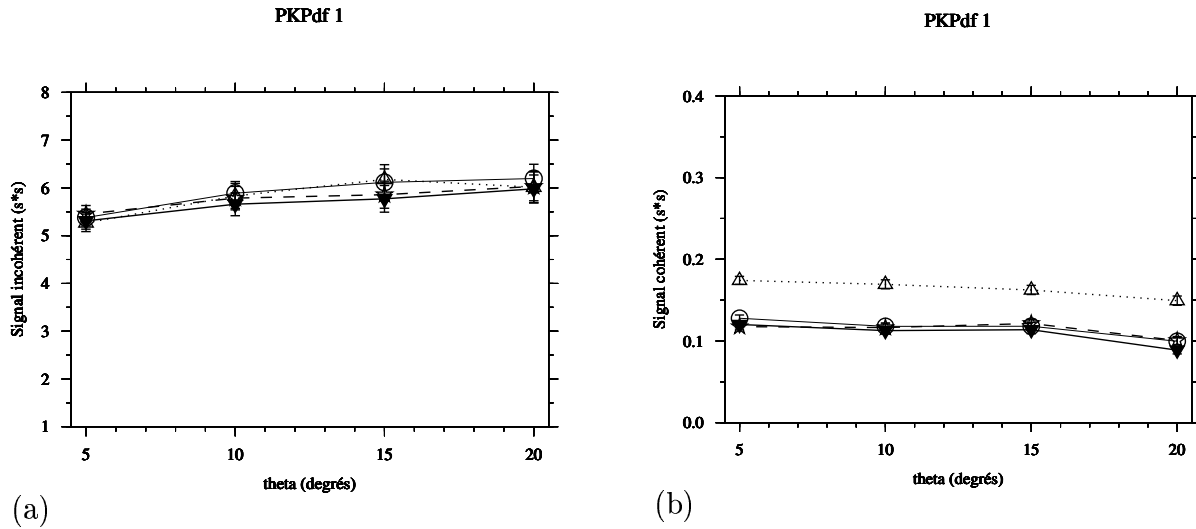 PKPdf 1
8
7
6
5
4
3
2
1
Signal incohérent (s*s)
5 10 15 20
theta (degrés)
(a)
PKPdf 1
0.4
0.3
0.2
0.1
0.0
Signal cohérent (s*s)
5 10 15 20
theta (degrés)
(b)